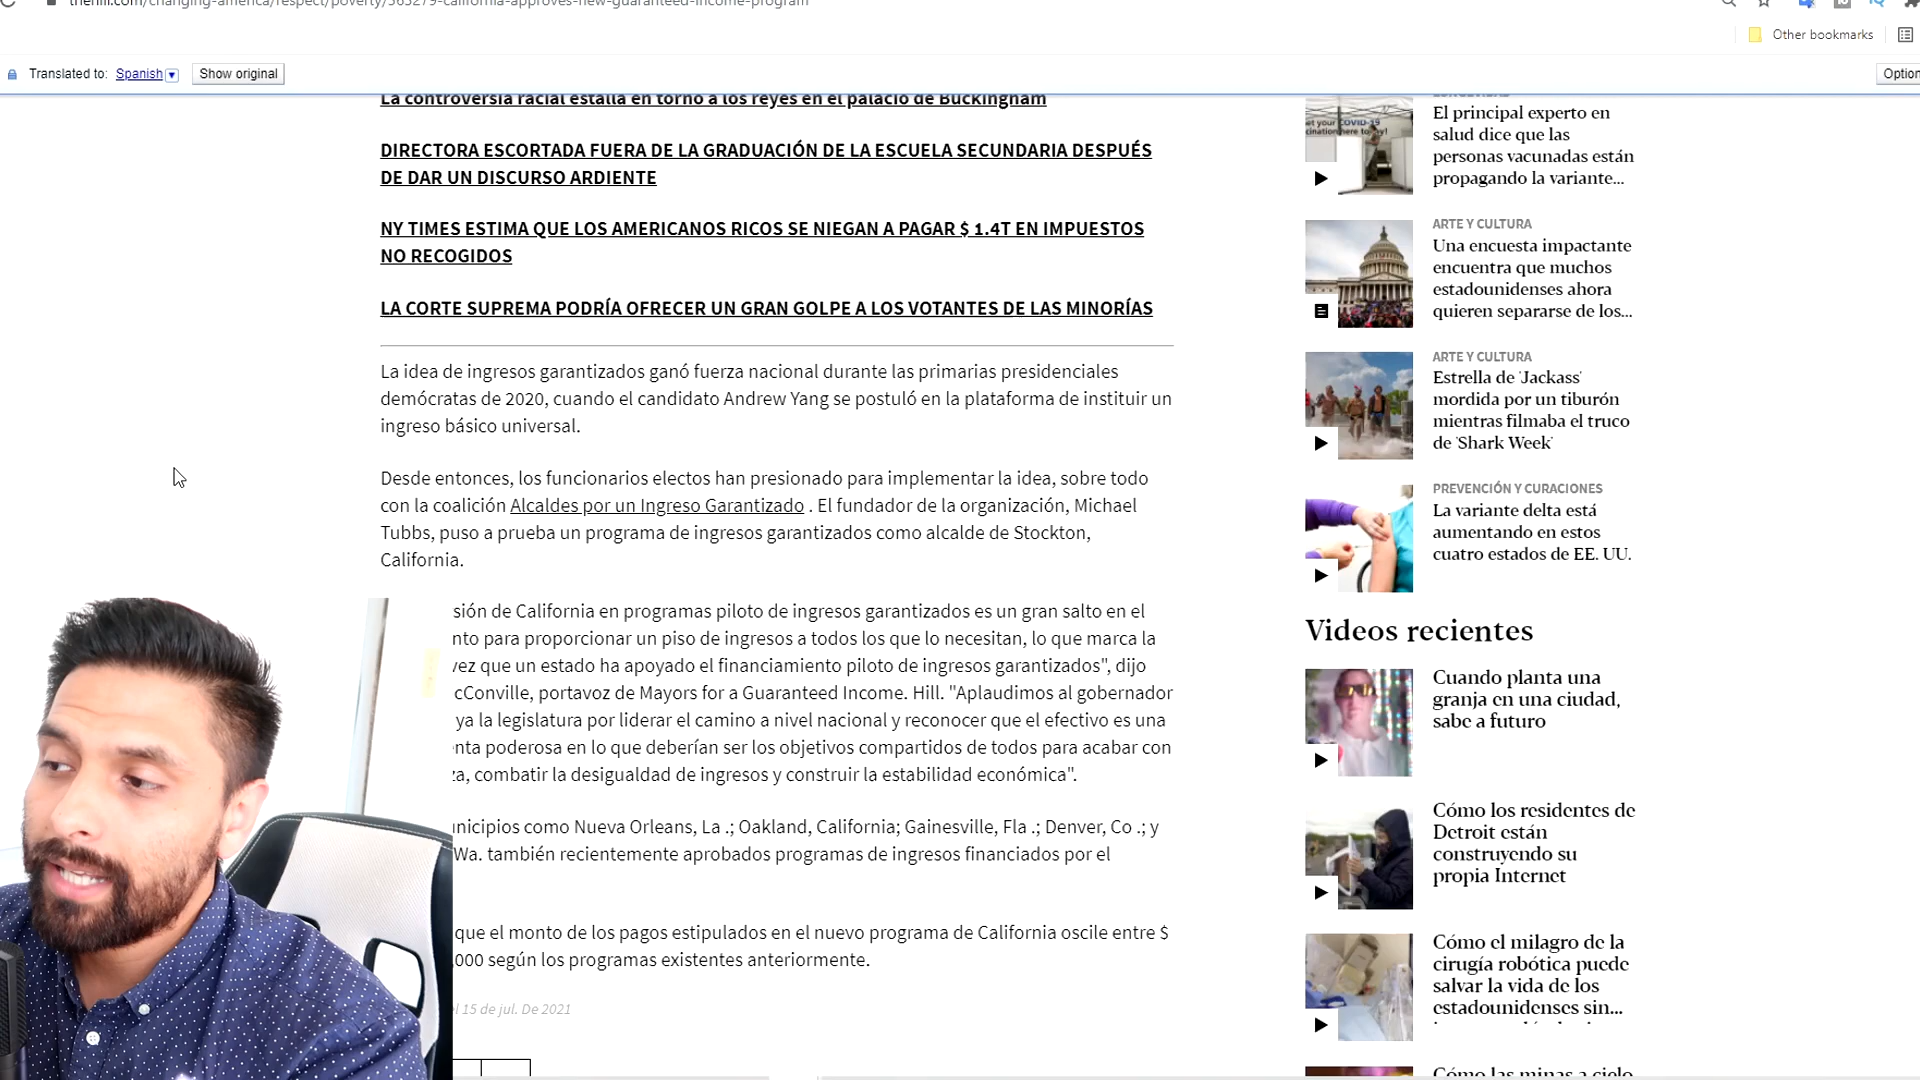 thehill.com/changing-america/respect/poverty/563279-california-approves-new-guaranteed-income-program
Other bookmarks
Translated to: Spanish Show original
La controversia racial estalla en torno a los reyes en el palacio de Buckingham
DIRECTORA ESCORTADA FUERA DE LA GRADUACIÓN DE LA ESCUELA SECUNDARIA DESPUÉS
DE DAR UN DISCURSO ARDIENTE
NY TIMES ESTIMA QUE LOS AMERICANOS RICOS SE NIEGAN A PAGAR $ 1.4T EN IMPUESTOS
NO RECOGIDOS
LA CORTE SUPREMA PODRÍA OFRECER UN GRAN GOLPE A LOS VOTANTES DE LAS MINORÍAS
La idea de ingresos garantizados ganó fuerza nacional durante las primarias presidenciales
demócratas de 2020, cuando el candidato Andrew Yang se postuló en la plataforma de instituir un
ingreso básico universal.
Desde entonces, los funcionarios electos han presionado para implementar la idea, sobre todo
con la coalición Alcaldes por un Ingreso Garantizado . El fundador de la organización, Michael
Tubbs, puso a prueba un programa de ingresos garantizados como alcalde de Stockton,
California.
sión de California en programas piloto de ingresos garantizados es un gran salto en el
nto para proporcionar un piso de ingresos a todos los que lo necesitan, lo que marca la
vez que un estado ha apoyado el financiamiento piloto de ingresos garantizados", dijo
cConville, portavoz de Mayors for a Guaranteed Income. Hill. "Aplaudimos al gobernador
ya la legislatura por liderar el camino a nivel nacional y reconocer que el efectivo es una
nta poderosa en lo que deberían ser los objetivos compartidos de todos para acabar con
za, combatir la desigualdad de ingresos y construir la estabilidad económica".
nicipios como Nueva Orleans, La .; Oakland, California; Gainesville, Fla .; Denver, Co .; y
Wa. también recientemente aprobados programas de ingresos financiados por el
que el monto de los pagos estipulados en el nuevo programa de California oscile entre $
,000 según los programas existentes anteriormente.
el 15 de jul. De 2021
El principal experto en
salud dice que las
personas vacunadas están
propagando la variante...
ARTE Y CULTURA
Una encuesta impactante
encuentra que muchos
estadounidenses ahora
quieren separarse de los...
ARTE Y CULTURA
Estrella de 'Jackass'
mordida por un tiburón
mientras filmaba el truco
de 'Shark Week'
PREVENCIÓN Y CURACIONES
La variante delta está
aumentando en estos
cuatro estados de EE. UU.
Videos recientes
Cuando planta una
granja en una ciudad,
sabe a futuro
Cómo los residentes de
Detroit están
construyendo su
propia Internet
Cómo el milagro de la
cirugía robótica puede
salvar la vida de los
estadounidenses sin...
Cómo las minas a cielo